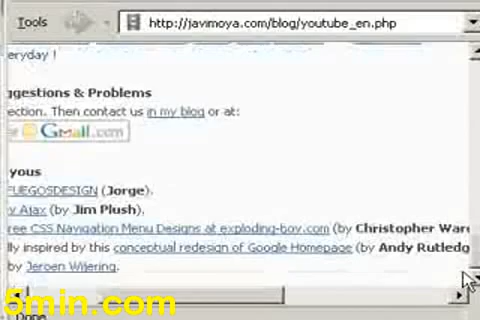 Tools http://javimoya.com/blog/youtube_en.php
eryday !
ggestions & Problems
ection. Then contact us in my blog or at:
Gmail.com
yous
FUEGOSDESIGN (Jorge).
y Ajax (by Jim Plush).
ree CSS Navigation Menu Designs at exploding-boy.com (by Christopher Ware
lly inspired by this conceptual redesign of Google Homepage (by Andy Rutledg
by Jeroen Wijering.
5min.com
Done